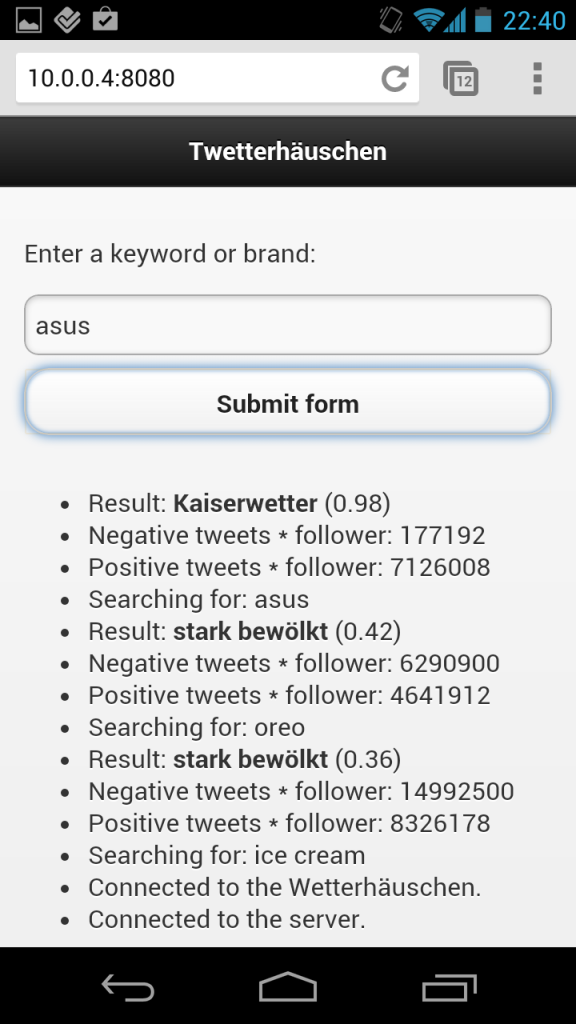 22:40
10.0.0.4:8080
12
Twetterhäuschen
Enter a keyword or brand:
asus
Submit form
• Result: Kaiserwetter (0.98)
• Negative tweets * follower: 177192
• Positive tweets * follower: 7126008
• Searching for: asus
• Result: stark bewölkt (0.42)
• Negative tweets * follower: 6290900
• Positive tweets * follower: 4641912
• Searching for: oreo
• Result: stark bewölkt (0.36)
• Negative tweets * follower: 14992500
• Positive tweets * follower: 8326178
• Searching for: ice cream
• Connected to the Wetterhäuschen.
• Connected to the server.